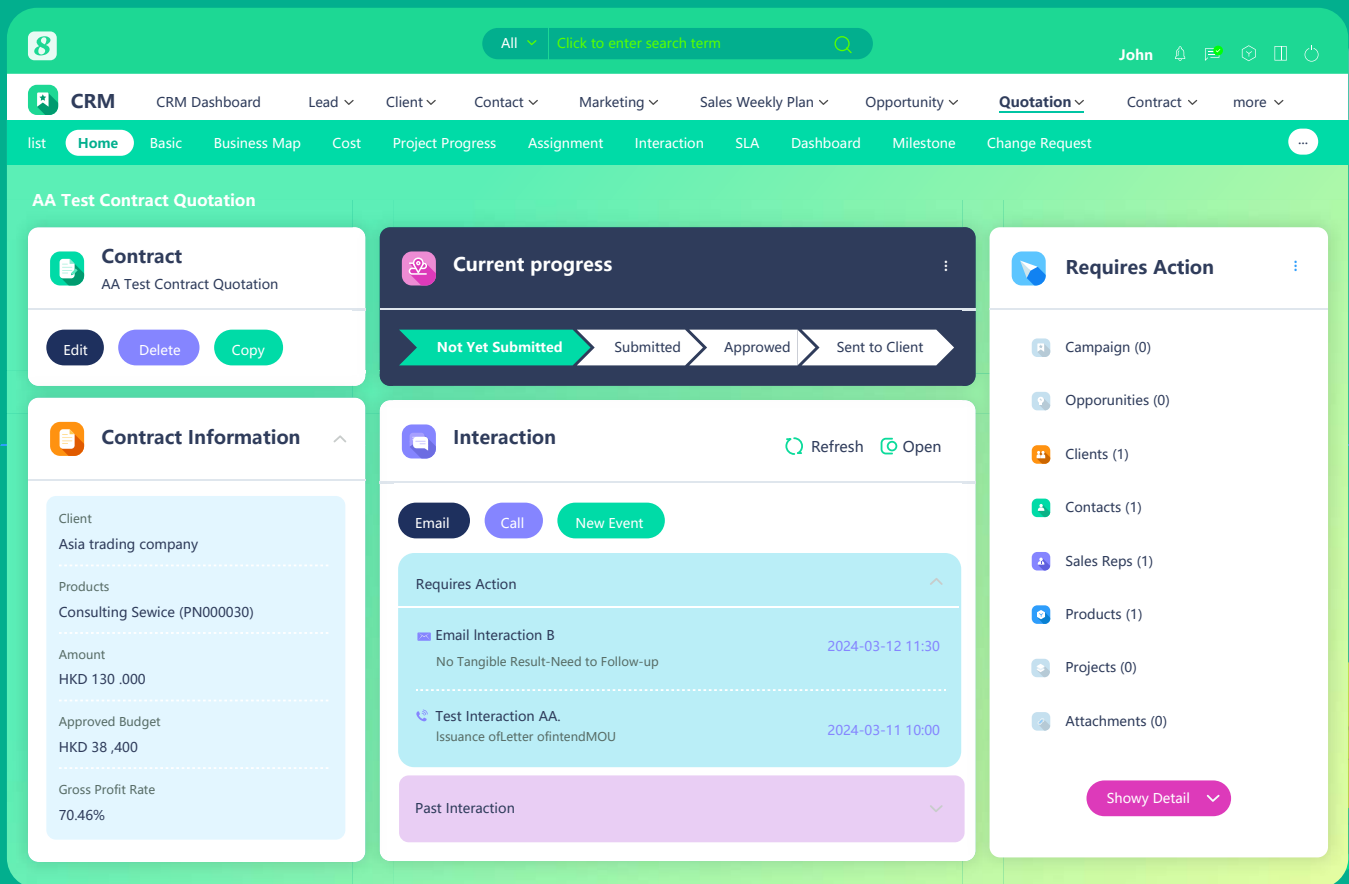 8
All
Click to enter search term
John
CRM
CRM Dashboard
Lead
Client
Contact
Marketing
Sales Weekly Plan
Opportunity
Quotation
Contract
more
list
Home
Basic
Business Map
Cost
Project Progress
Assignment
Interaction
SLA
Dashboard
Milestone
Change Request
...
AA Test Contract Quotation
Contract
AA Test Contract Quotation
Edit
Delete
Copy
Current progress
Not Yet Submitted
Submitted
Approved
Sent to Client
Contract Information
Client
Asia trading company
Products
Consulting Sewice (PN000030)
Amount
HKD 130 .000
Approved Budget
HKD 38 ,400
Gross Profit Rate
70.46%
Interaction
Refresh
Open
Email
Call
New Event
Requires Action
Email lnteraction B
2024-03-12 11:30
No Tangible Result-Need to Follow-up
Test Interaction AA.
2024-03-11 10:00
Issuance ofLetter ofintendMOU
Past Interaction
Requires Action
Campaign (0)
Opporunities (0)
Clients (1)
Contacts (1)
Sales Reps (1)
Products (1)
Projects (0)
Attachments (0)
Showy Detail